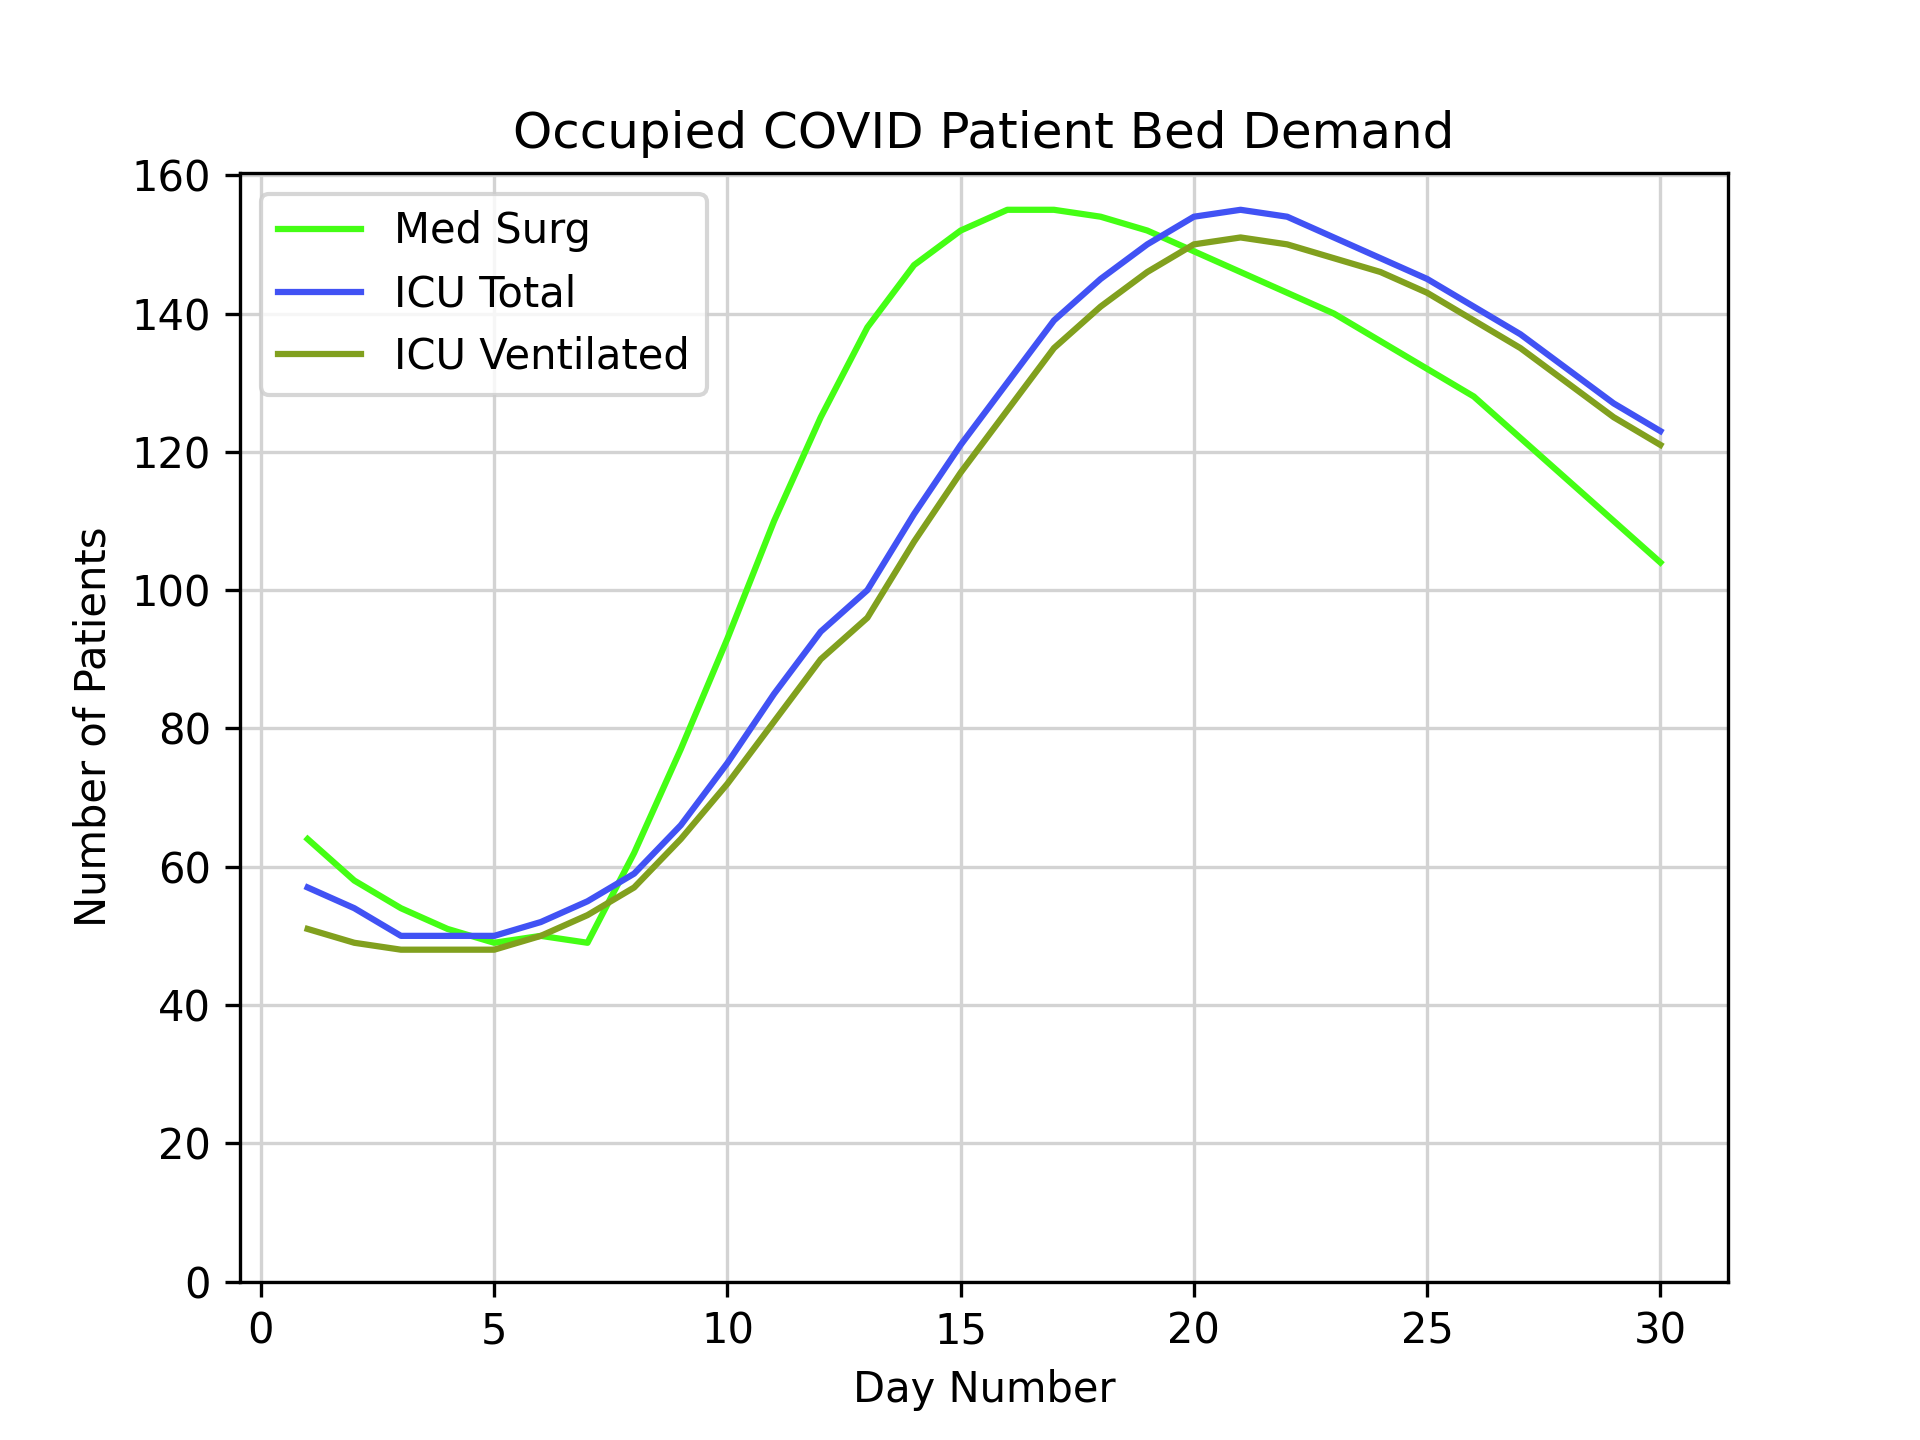 Occupied COVID Patient Bed Demand
160
140
120
100
80
60
40
20
0
Number of Patients
Med Surg
ICU Total
ICU Ventilated
0 5 10 15 20 25 30
Day Number